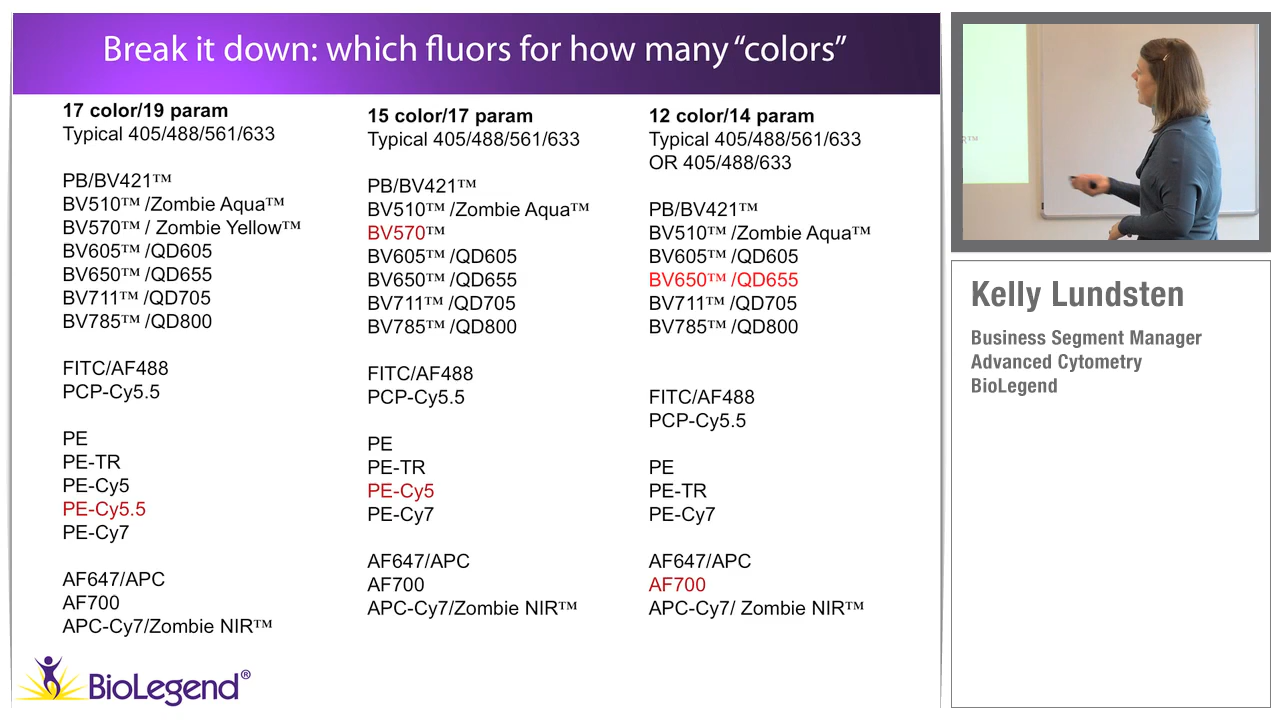 Break it down: which fluors for how many “colors”
17 color/19 param
Typical 405/488/561/633
PB/BV421™
BV510™ /Zombie Aqua™
BV570™ / Zombie Yellow™
BV605™ /QD605
BV650™ /QD655
BV711™ /QD705
BV785™ /QD800
FITC/AF488
PCP-Cy5.5
PE
PE-TR
PE-Cy5
PE-Cy5.5
PE-Cy7
AF647/APC
AF700
APC-Cy7/Zombie NIR™
15 color/17 param
Typical 405/488/561/633
PB/BV421™
BV510™ /Zombie Aqua™
BV570™
BV605™ /QD605
BV650™ /QD655
BV711™ /QD705
BV785™ /QD800
FITC/AF488
PCP-Cy5.5
PE
PE-TR
PE-Cy5
PE-Cy7
AF647/APC
AF700
APC-Cy7/Zombie NIR™
12 color/14 param
Typical 405/488/561/633
OR 405/488/633
PB/BV421™
BV510™ /Zombie Aqua™
BV605™ /QD605
BV650™ /QD655
BV711™ /QD705
BV785™ /QD800
FITC/AF488
PCP-Cy5.5
PE
PE-TR
PE-Cy7
AF647/APC
AF700
APC-Cy7/ Zombie NIR™
BioLegend®
Kelly Lundsten
Business Segment Manager
Advanced Cytometry
BioLegend